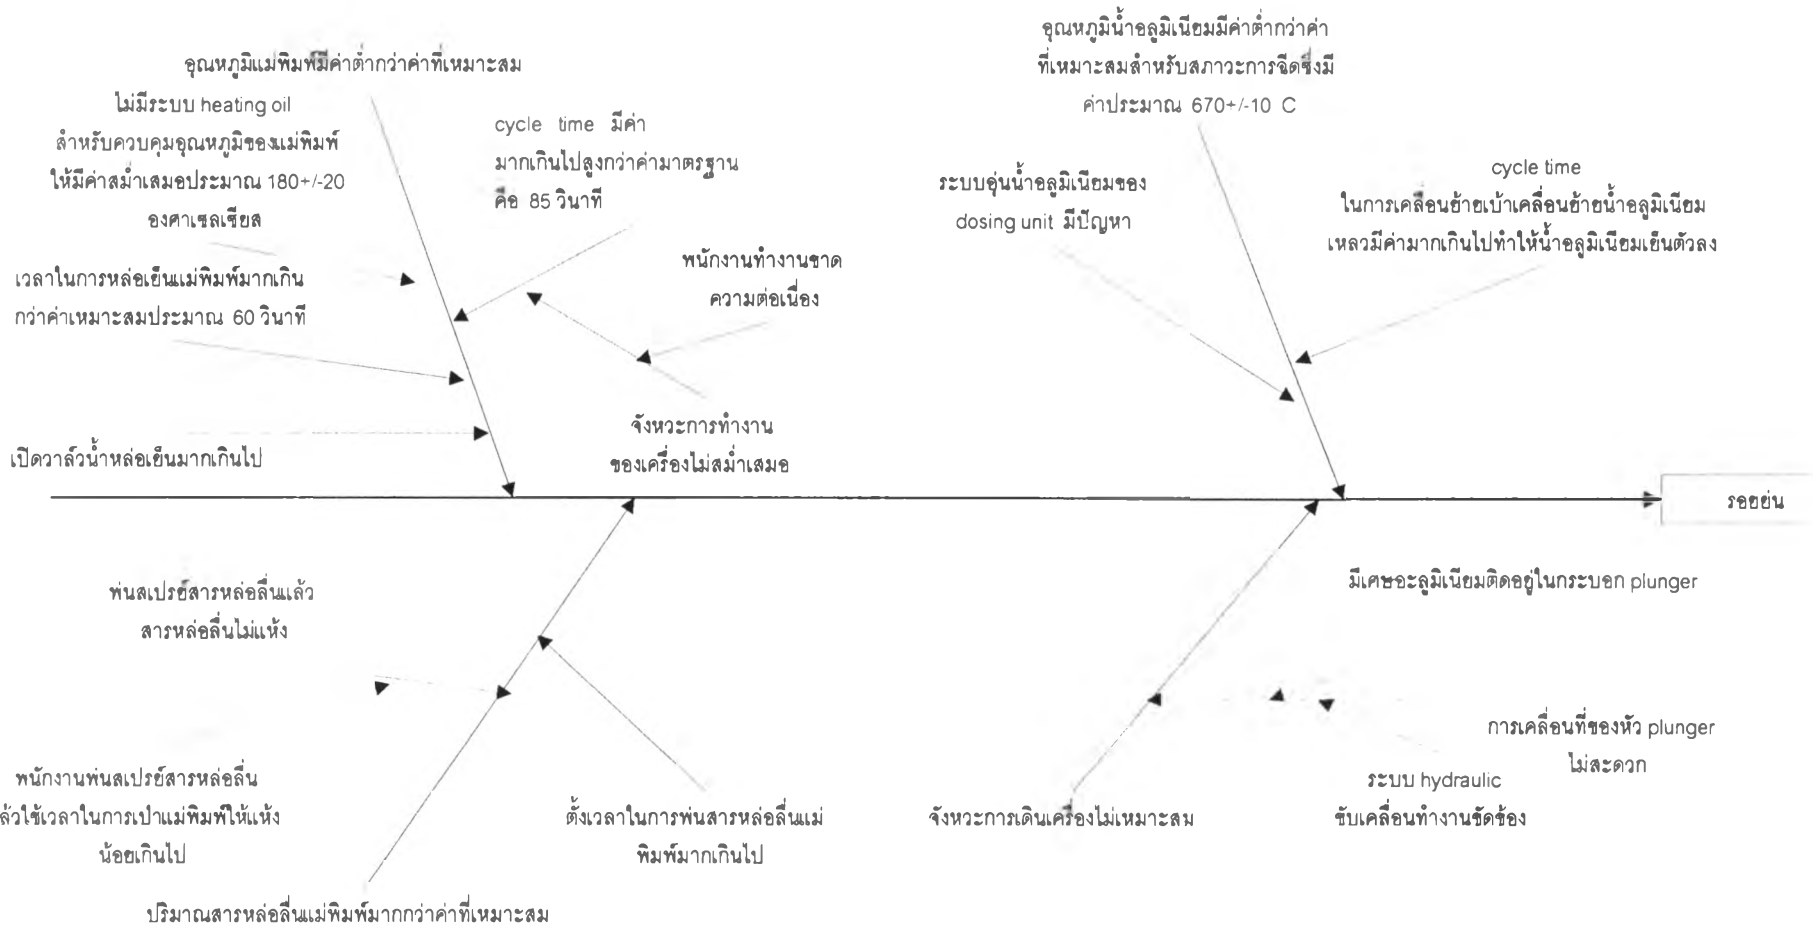 อุณหภูมิแม่พิมพ์มีค่าต่ำกว่าค่าที่เหมาะสม
ไม่มีระบบ heating oil
สำหรับควบคุมอุณหภูมิของแม่พิมพ์
ให้มีค่าสม่ำเสมอประมาณ 180+/-20
องศาเซลเซียส
cycle time มีค่า
มากเกินไปสูงกว่าค่ามาตรฐาน
คือ 85 วินาที
เวลาในการหล่อเย็นแม่พิมพ์มากเกิน
กว่าค่าเหมาะสมประมาณ 60 วินาที
พนักงานทำงานขาด
ความต่อเนื่อง
เปิดวาล์วน้ำหล่อเย็นมากเกินไป
จังหวะการทำงาน
ของเครื่องไม่สม่ำเสมอ
อุณหภูมิน้ำอลูมิเนียมมีค่าต่ำกว่าค่า
ที่เหมาะสมสำหรับสภาวะการฉีดซึ่งมี
ค่าประมาณ 670+/-10 C
ระบบอุ่นน้ำอลูมิเนียมของ
dosing unit มีปัญหา
cycle time
ในการเคลื่อนย้ายเบ้าเคลื่อนย้ายน้ำอลูมิเนียม
เหลวมีค่ามากเกินไปทำให้น้ำอลูมิเนียมเย็นตัวลง
รอยย่น
พ่นสเปรย์สารหล่อลื่นแล้ว
สารหล่อลื่นไม่แห้ง
พนักงานพ่นสเปรย์สารหล่อลื่น
ล้วใช้เวลาในการเป่าแม่พิมพ์ให้แห้ง
น้อยเกินไป
ตั้งเวลาในการพ่นสารหล่อลื่นแม่
พิมพ์มากเกินไป
ปริมาณสารหล่อลื่นแม่พิมพ์มากกว่าค่าที่เหมาะสม
มีเศษอะลูมิเนียมติดอยู่ในกระบอก plunger
การเคลื่อนที่ของหัว plunger
ไม่สะดวก
ระบบ hydraulic
ขับเคลื่อนทำงานขัดข้อง
จังหวะการเดินเครื่องไม่เหมาะสม